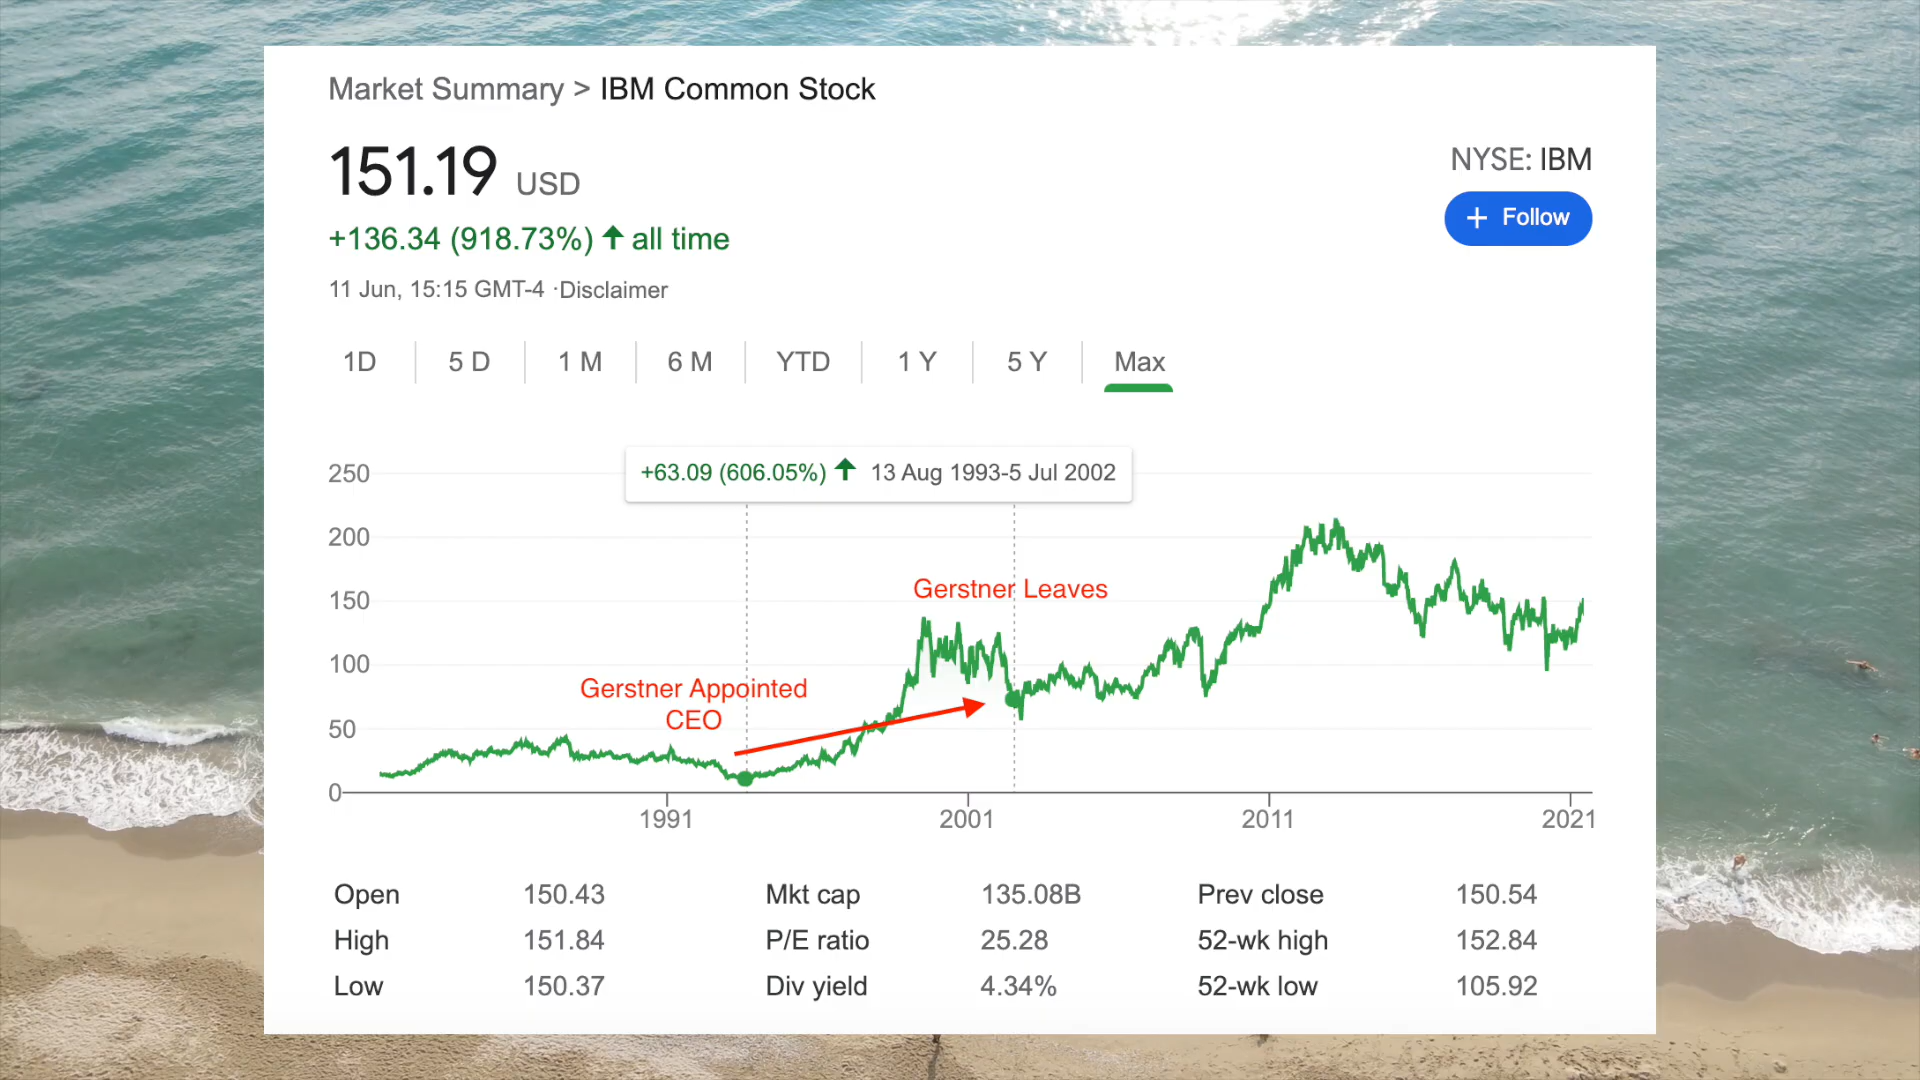 Market Summary > IBM Common Stock
151.19 USD
NYSE: IBM
+ Follow
+136.34 (918.73%) ↑ all time
11 Jun, 15:15 GMT-4 ·Disclaimer
1D 5 D 1 M 6 M YTD 1 Y 5 Y Max
+63.09 (606.05%) ↑ 13 Aug 1993-5 Jul 2002
250
200
Gerstner Leaves
150
100
Gerstner Appointed
CEO
50
0
1991 2001 2011 2021
Open 150.43 Mkt cap 135.08B Prev close 150.54
High 151.84 P/E ratio 25.28 52-wk high 152.84
Low 150.37 Div yield 4.34% 52-wk low 105.92